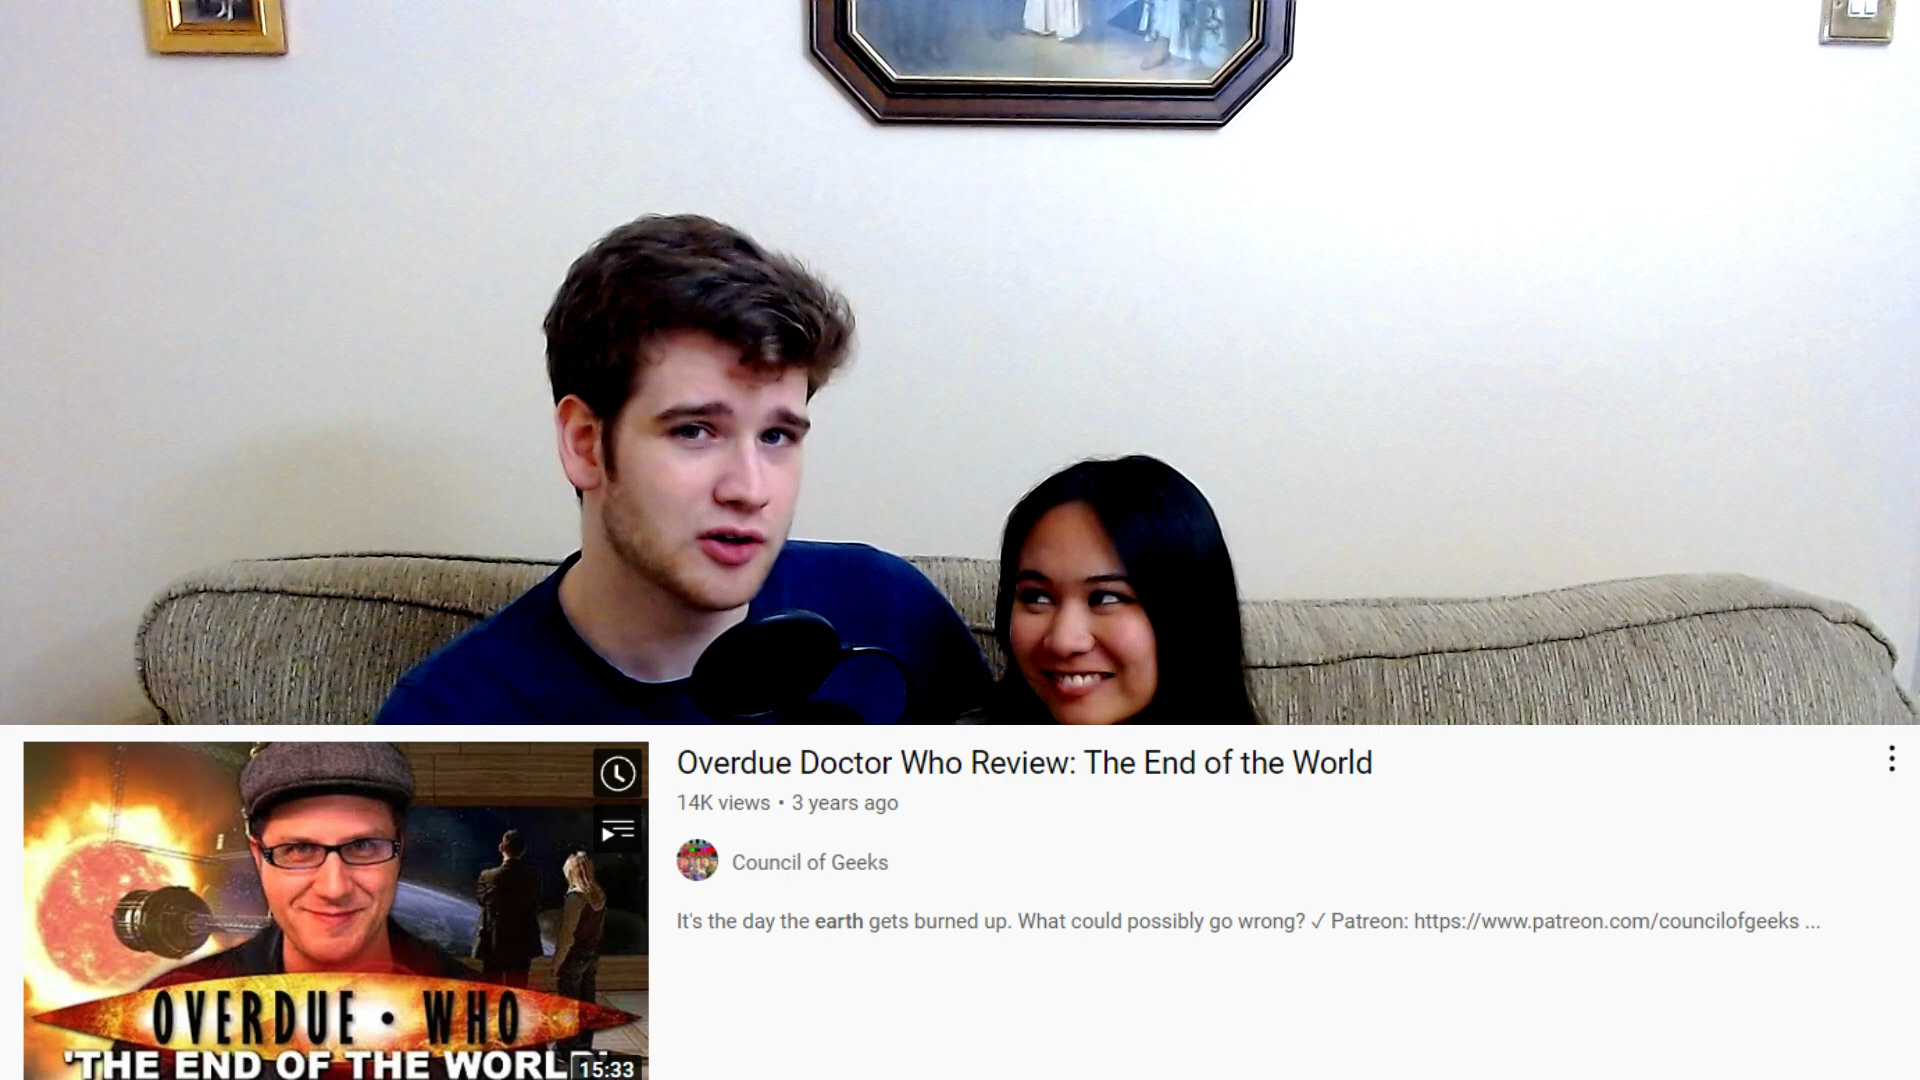 Overdue Doctor Who Review: The End of the World
14K views • 3 years ago
Council of Geeks
It's the day the earth gets burned up. What could possibly go wrong? ✓ Patreon: https://www.patreon.com/councilofgeeks ...
OVERDUE • WHO
'THE END OF THE WORLD'
15:33